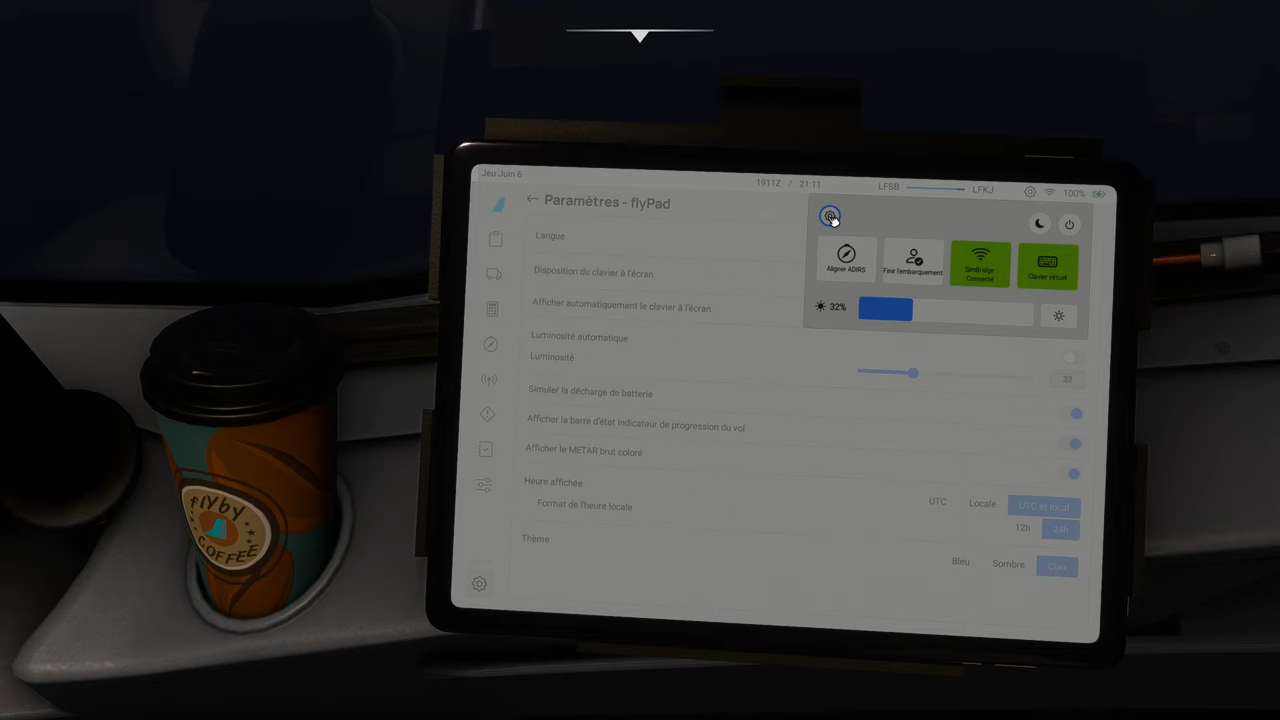 Jeu Juin 6
1911Z / 21:11
LFSB
LFKJ
100%
Paramètres - flyPad
Langue
Disposition du clavier à l'écran
Afficher automatiquement le clavier à l'écran
Luminosité automatique
Luminosité
32
Simuler la décharge de batterie
Afficher la barre d'état indicateur de progression du vol
Afficher le METAR brut coloré
Heure affichée
UTC
Locale
UTC et local
Format de l'heure locale
12h
24h
Thème
Bleu
Sombre
Clair
Aligner ADIRS
Finir l'embarquement
SimBridge
Connecté
Clavier virtuel
32%
flyby
COFFEE